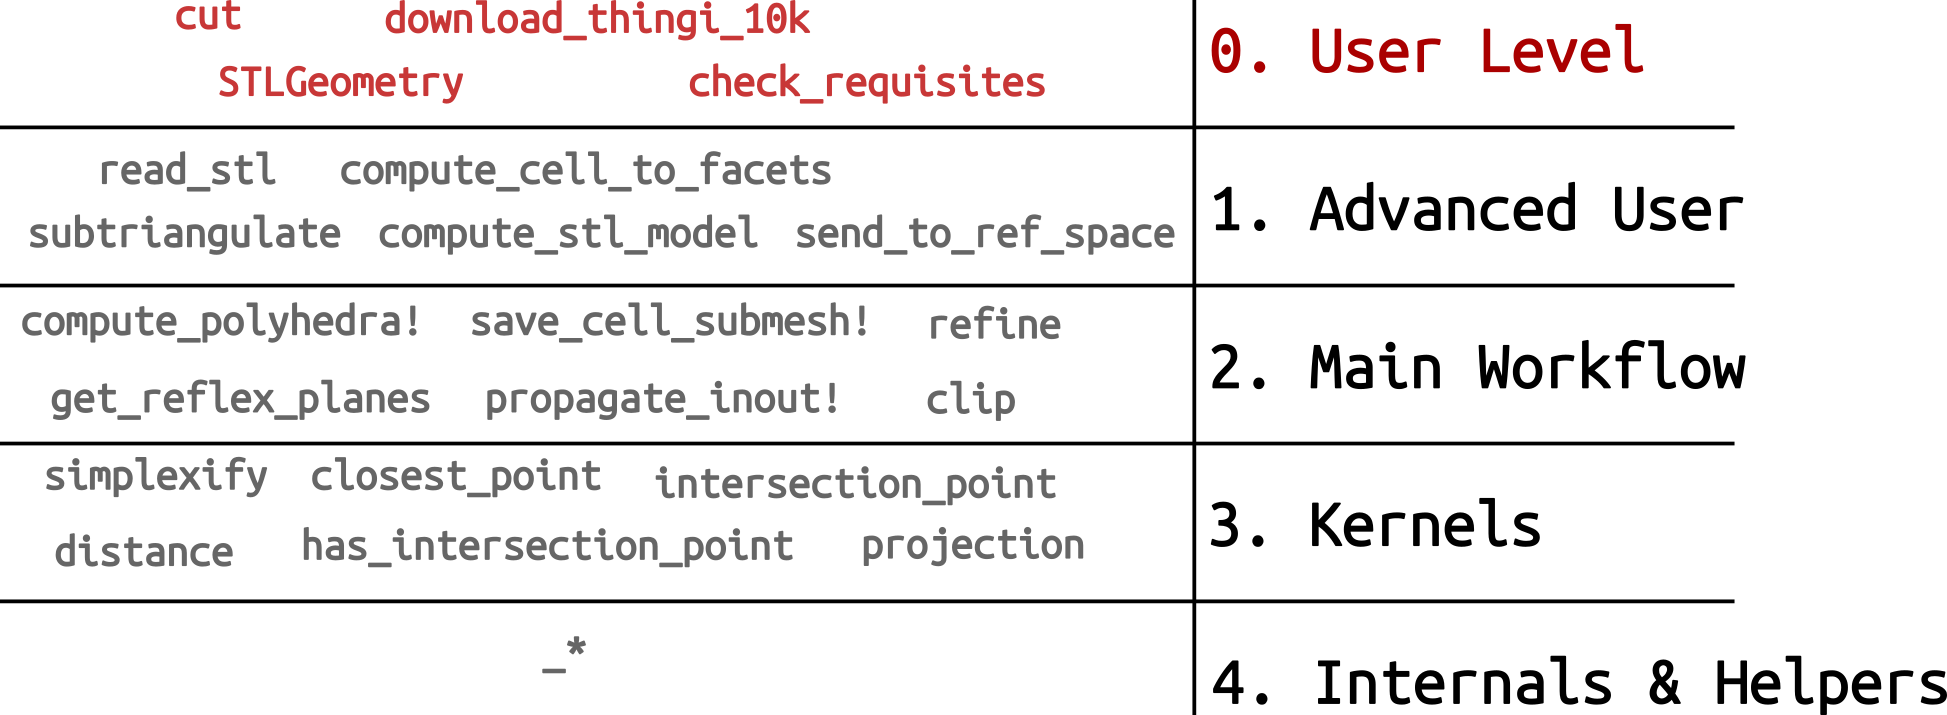 cut download_thingi_10k
STLGeometry check_requisites
0. User Level
read_stl compute_cell_to_facets
subtriangulate compute_stl_model send_to_ref_space
1. Advanced User
compute_polyhedra! save_cell_submesh! refine
get_reflex_planes propagate_inout! clip
2. Main Workflow
simplexify closest_point intersection_point
distance has_intersection_point projection
3. Kernels
_*
4. Internals & Helpers